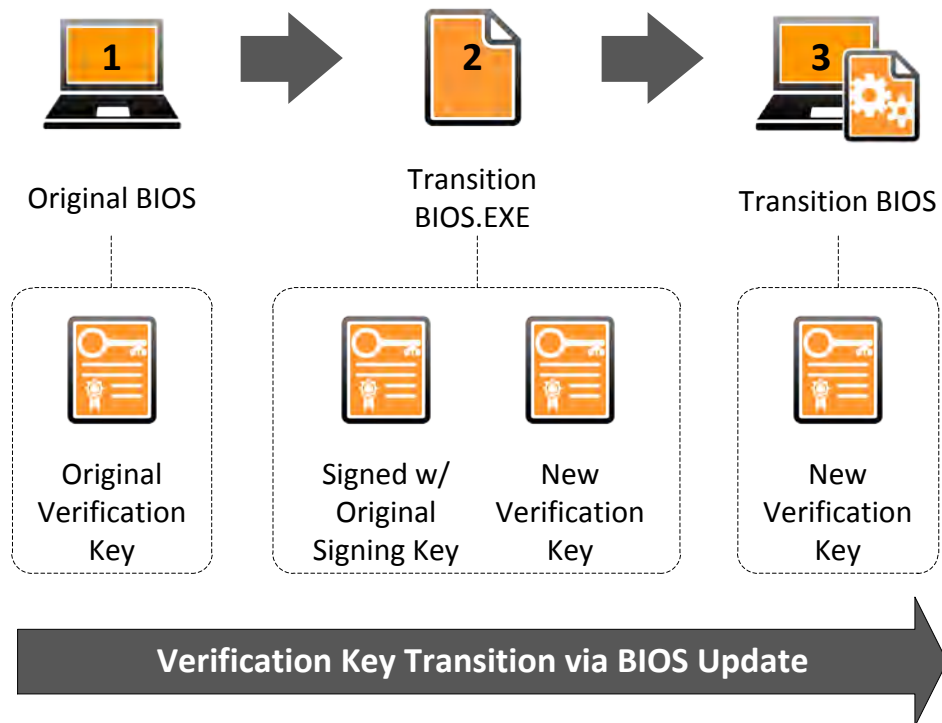 1
2
3
Original BIOS
Transition
BIOS.EXE
Transition BIOS
Original
Verification
Key
Signed w/
Original
Signing Key
New
Verification
Key
New
Verification
Key
Verification Key Transition via BIOS Update